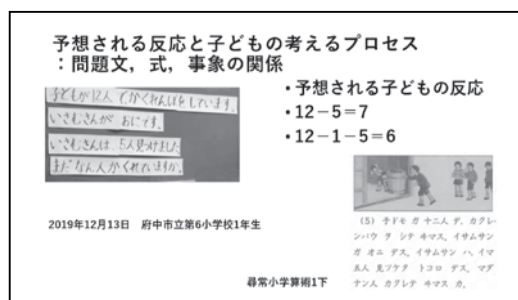 予想される反応と子どもの考えるプロセス
：問題文，式，事象の関係
子どもが12人 でかくれんぼをしています。
いさむさんが おにです。
いさむさんは、5人見つけました
まだなん人かくれていますか。
2019年12月13日　府中市立第6小学校1年生
• 予想される子どもの反応
• 12－5＝7
• 12－1－5＝6
(5) 子ドモ ガ 十二人 デ、カクレ
ンバウ ヲ シテ ヰマス。イサムサン
ガ オニ デス。イサムサン ハ、イマ
五人 見ツケタ トコロ デス。マダ
ナン人 カクレテ ヰマス カ。
尋常小学算術1下